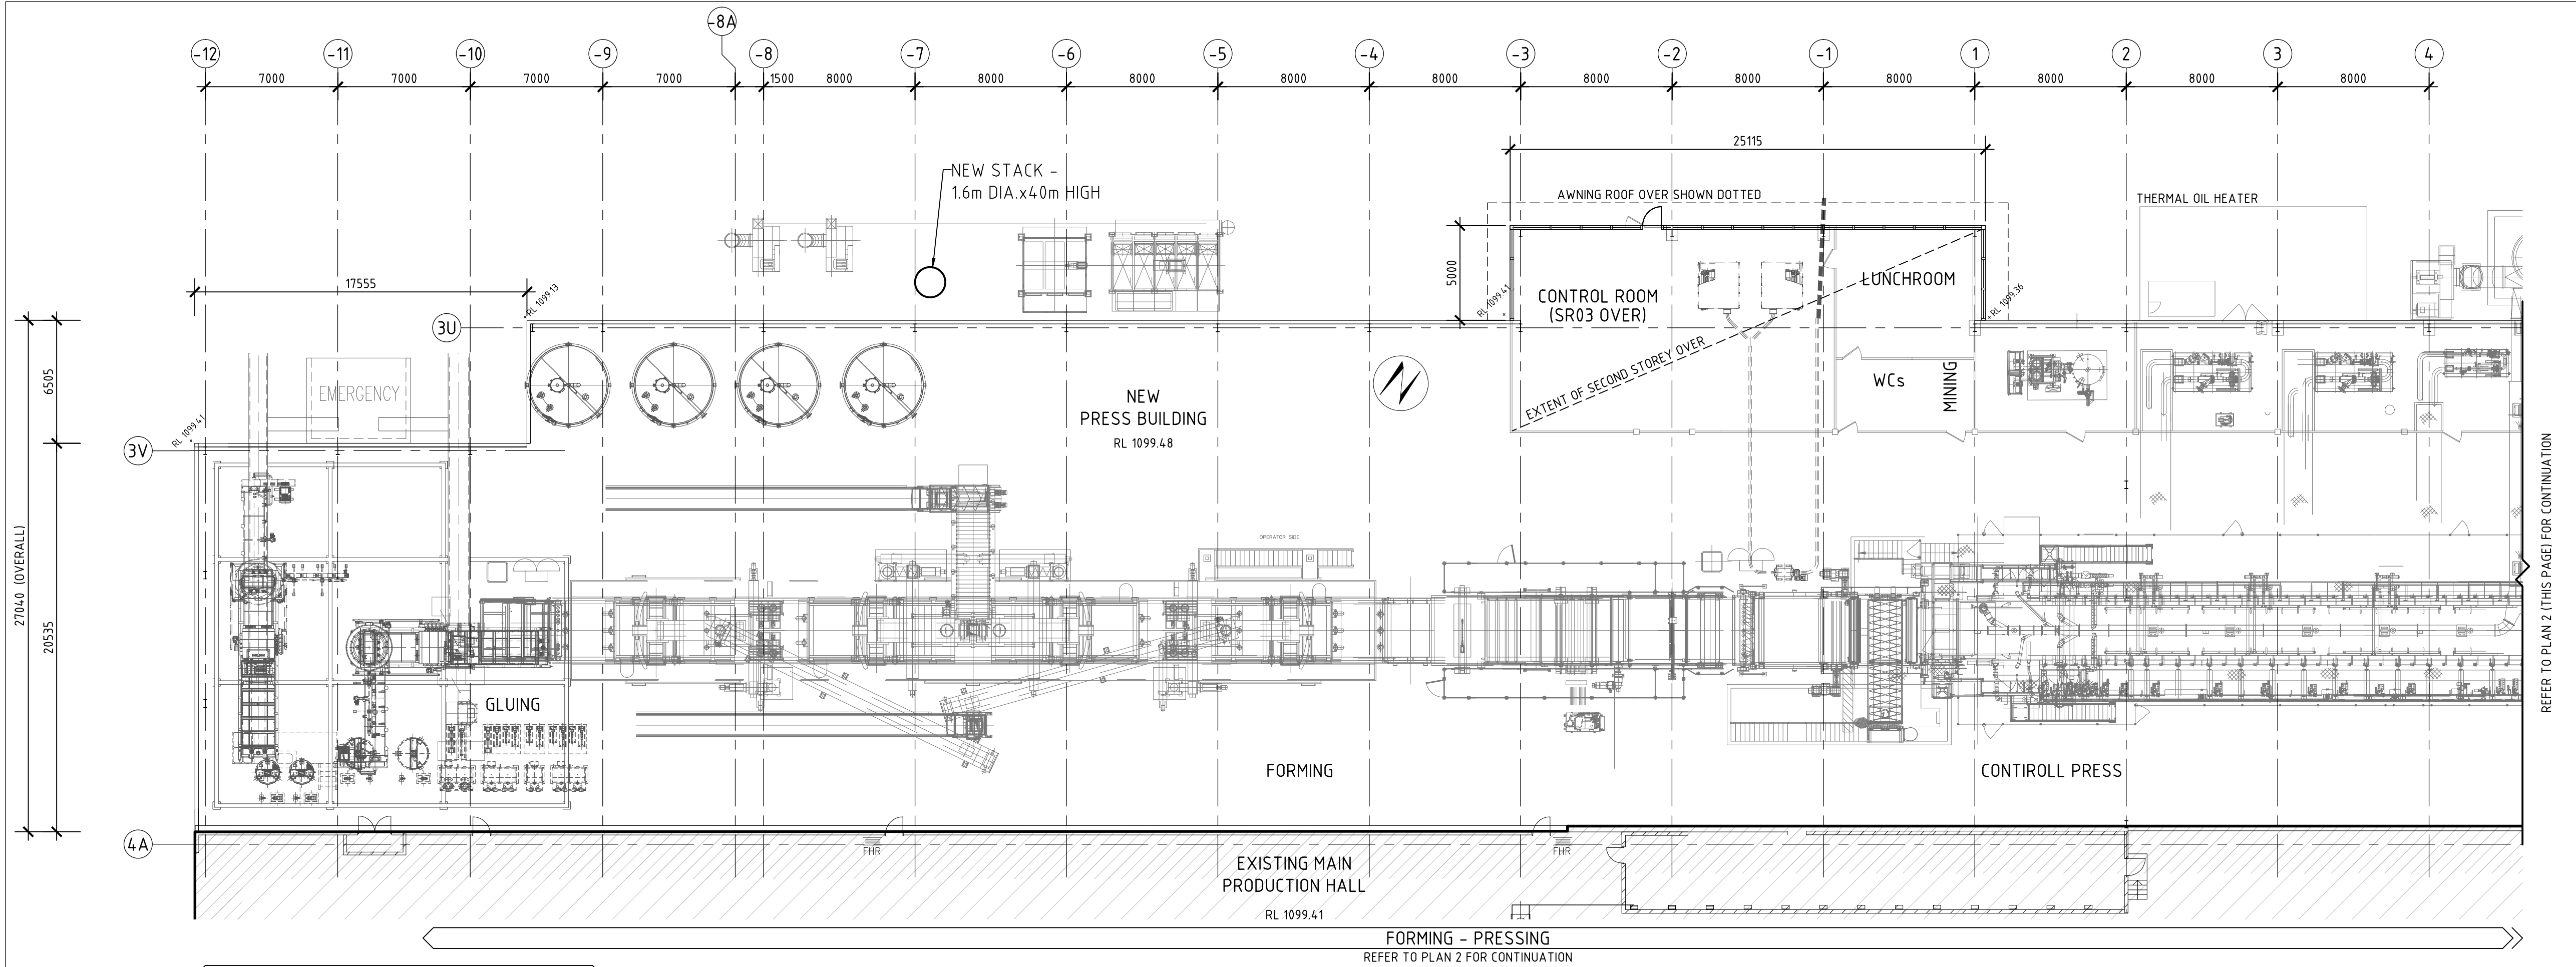 -8A
-12 -11 -10 -9 -8 -7 -6 -5 -4 -3 -2 -1 1 2 3 4
7000 7000 7000 7000 1500 8000 8000 8000 8000 8000 8000 8000 8000 8000 8000 8000
25115
NEW STACK -
1.6m DIA.x40m HIGH
AWNING ROOF OVER SHOWN DOTTED
THERMAL OIL HEATER
17555
RL 1099.13
5000
RL 1099.41
CONTROL ROOM
(SR03 OVER)
LUNCHROOM
RL 1099.36
3U
6505
EMERGENCY
RL 1099.41
NEW
PRESS BUILDING
RL 1099.48
N
EXTENT OF SECOND STOREY OVER
WCs
MINING
3V
27040 (OVERALL)
20535
OPERATOR SIDE
GLUING
FORMING
CONTIROLL PRESS
REFER TO PLAN 2 (THIS PAGE) FOR CONTINUATION
4A
FHR
FHR
EXISTING MAIN
PRODUCTION HALL
RL 1099.41
FORMING - PRESSING
REFER TO PLAN 2 FOR CONTINUATION